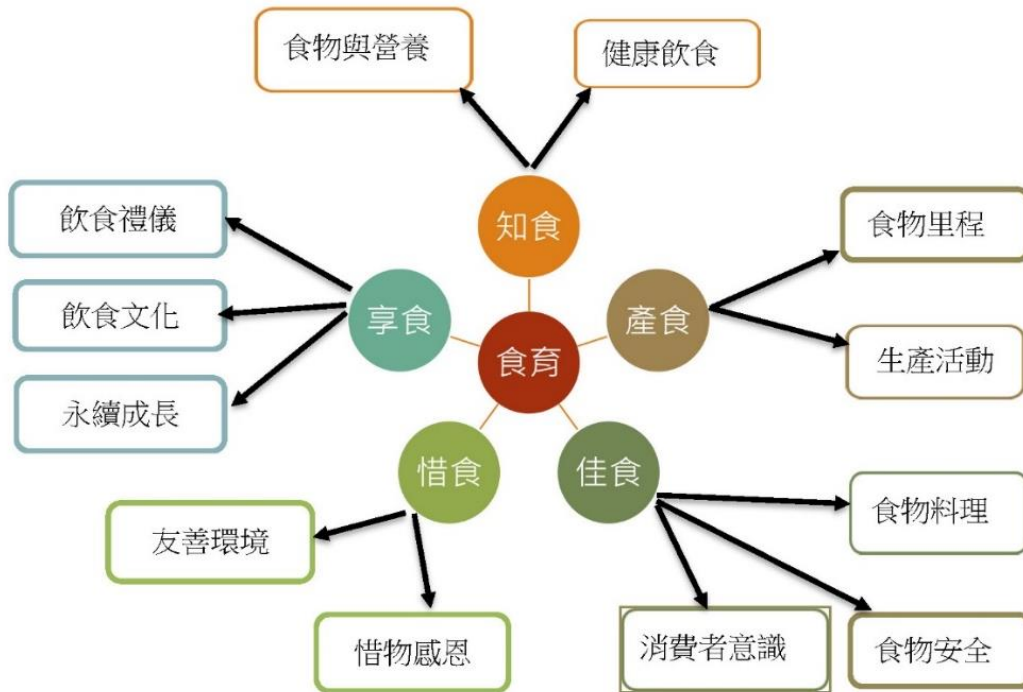 食物與營養
健康飲食
知食
飲食禮儀
食物里程
享食
產食
飲食文化
食育
生產活動
永續成長
惜食
佳食
食物料理
友善環境
惜物感恩
消費者意識
食物安全